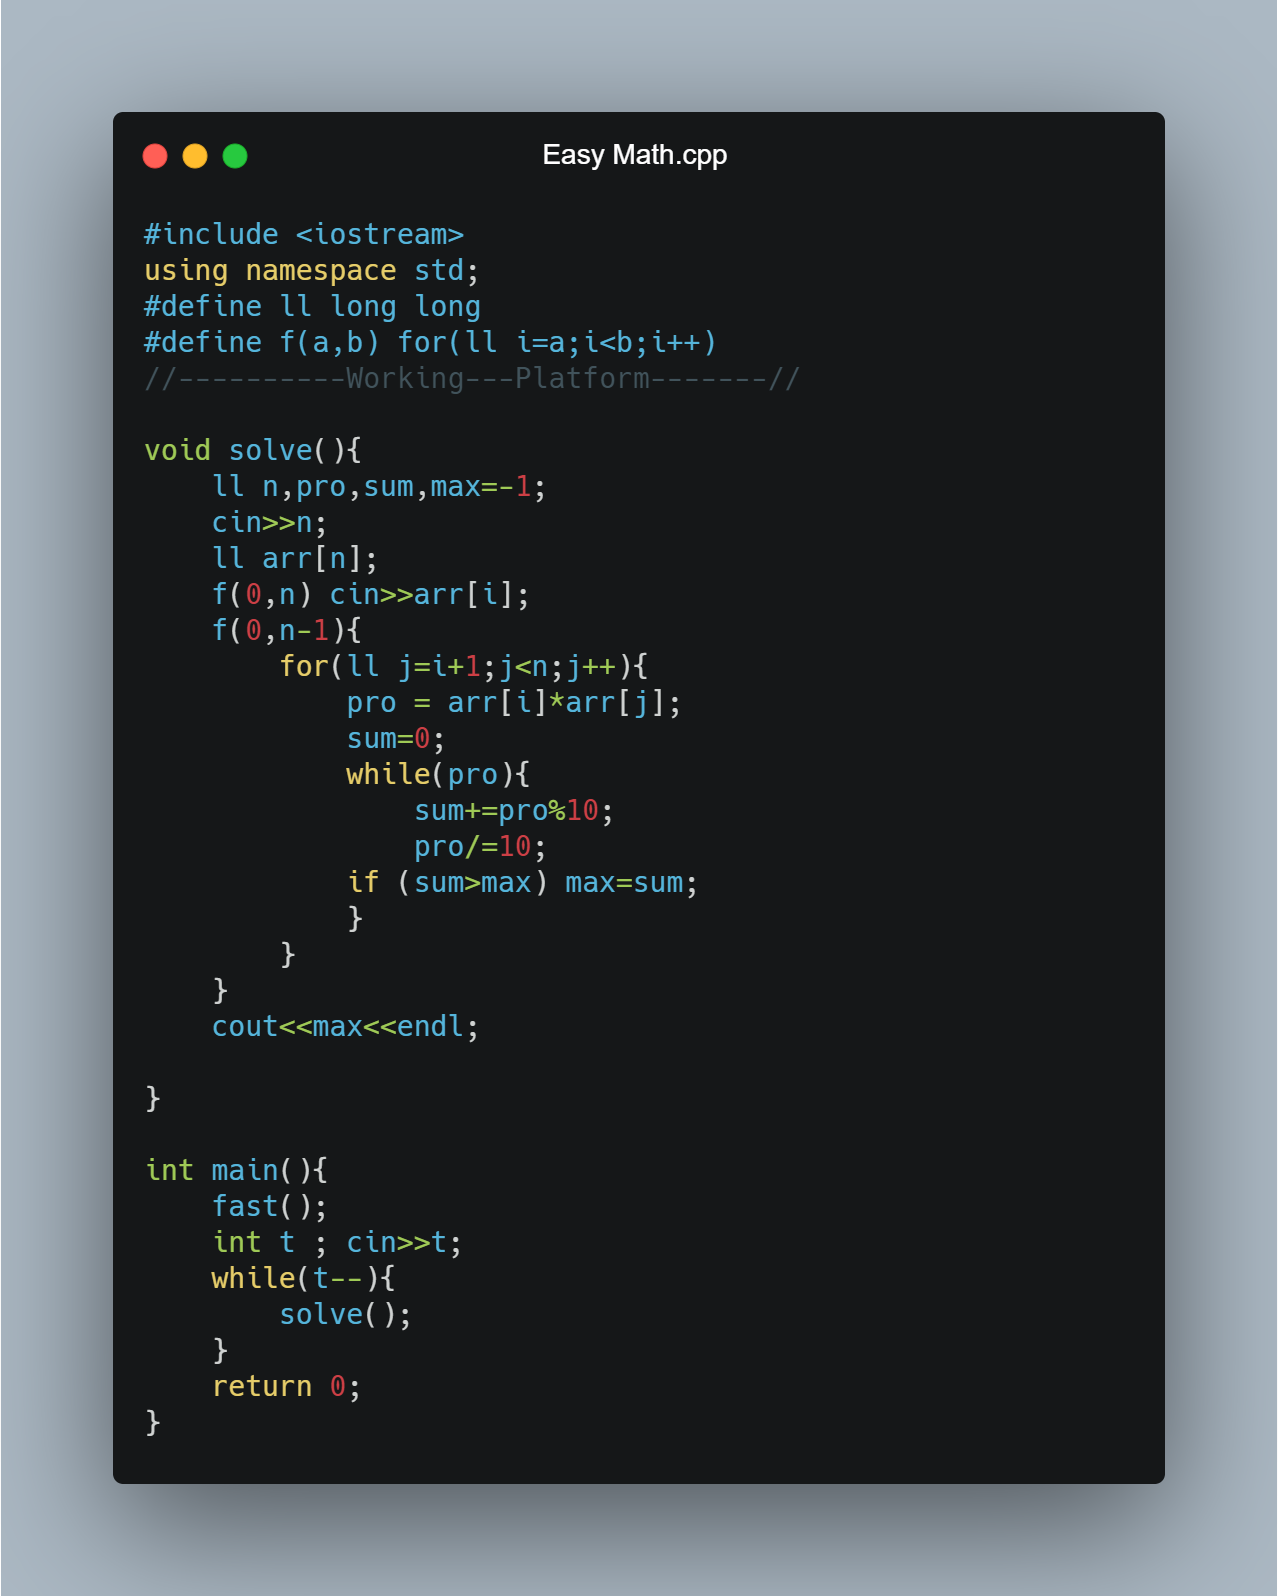 Easy Math.cpp
#include <iostream>
using namespace std;
#define ll long long
#define f(a,b) for(ll i=a;i<b;i++)
//----------Working---Platform-------//
void solve(){
    ll n,pro,sum,max=-1;
    cin>>n;
    ll arr[n];
    f(0,n) cin>>arr[i];
    f(0,n-1){
        for(ll j=i+1;j<n;j++){
            pro = arr[i]*arr[j];
            sum=0;
            while(pro){
                sum+=pro%10;
                pro/=10;
            if (sum>max) max=sum;
            }
        }
    }
    cout<<max<<endl;
}
int main(){
    fast();
    int t ; cin>>t;
    while(t--){
        solve();
    }
    return 0;
}